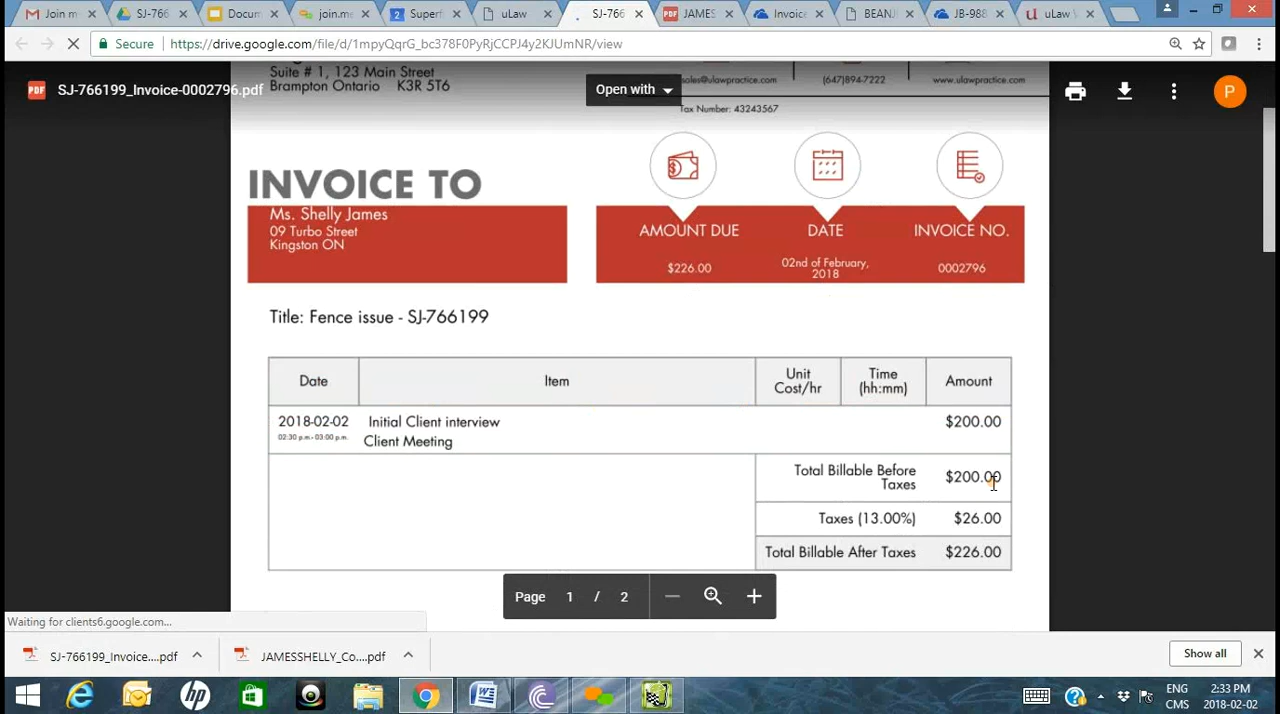 Join m
SJ-766
Docum
join.me
Superf
uLaw
SJ-766
JAMES
Invoice
BEANJ
JB-988
uLaw
Secure
https://drive.google.com/file/d/1mpyQqrG_bc378F0PyRjCCPJ4y2KJUmNR/view
SJ-766199_Invoice-0002796.pdf
Open with
P
Suite # 1, 123 Main Street
Brampton Ontario K3R 5T6
sales@ulawpractice.com
(647)894-7222
www.ulawpractice.com
Tax Number: 43243567
INVOICE TO
Ms. Shelly James
09 Turbo Street
Kingston ON
AMOUNT DUE
$226.00
DATE
02nd of February,
2018
INVOICE NO.
0002796
Title: Fence issue - SJ-766199
Date
Item
Unit
Cost/hr
Time
(hh:mm)
Amount
2018-02-02
02:30 p.m - 03:00 p.m.
Initial Client interview
Client Meeting
$200.00
Total Billable Before
Taxes
$200.00
Taxes (13.00%)
$26.00
Total Billable After Taxes
$226.00
Page 1 / 2
Waiting for clients6.google.com...
SJ-766199_Invoice....pdf
JAMESSHELLY_Co....pdf
Show all
ENG
CMS
2:33 PM
2018-02-02